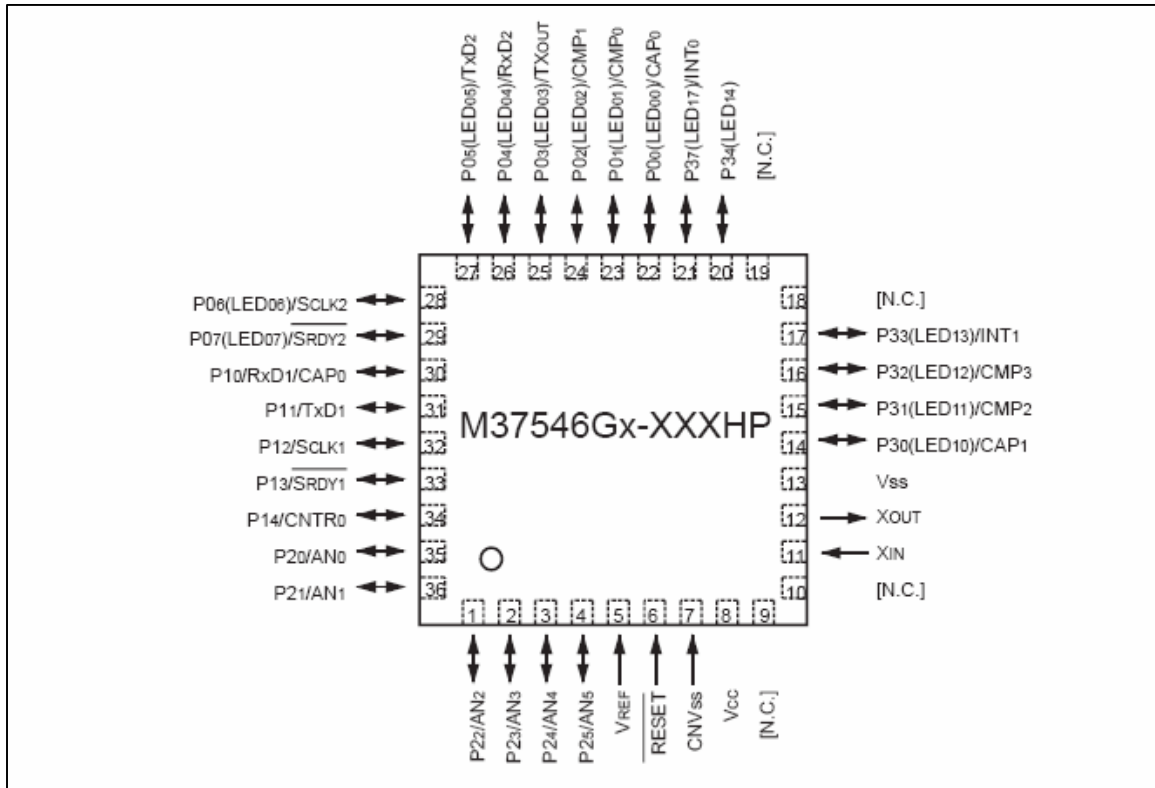 P05(LED05)/TxD2
P04(LED04)/RxD2
P03(LED03)/TXOUT
P02(LED02)/CMP1
P01(LED01)/CMP0
P00(LED00)/CAP0
P37(LED17)/INT0
P34(LED14)
[N.C.]
27
26
25
24
23
22
21
20
19
P06(LED06)/SCLK2
28
P07(LED07)/SRDY2
29
P10/RxD1/CAP0
30
P11/TxD1
31
P12/SCLK1
32
P13/SRDY1
33
P14/CNTR0
34
P20/AN0
35
P21/AN1
36
M37546Gx-XXXHP
18
[N.C.]
17
P33(LED13)/INT1
16
P32(LED12)/CMP3
15
P31(LED11)/CMP2
14
P30(LED10)/CAP1
13
Vss
12
XOUT
11
XIN
10
[N.C.]
1
2
3
4
5
6
7
8
9
P22/AN2
P23/AN3
P24/AN4
P25/AN5
VREF
RESET
CNVss
Vcc
[N.C.]